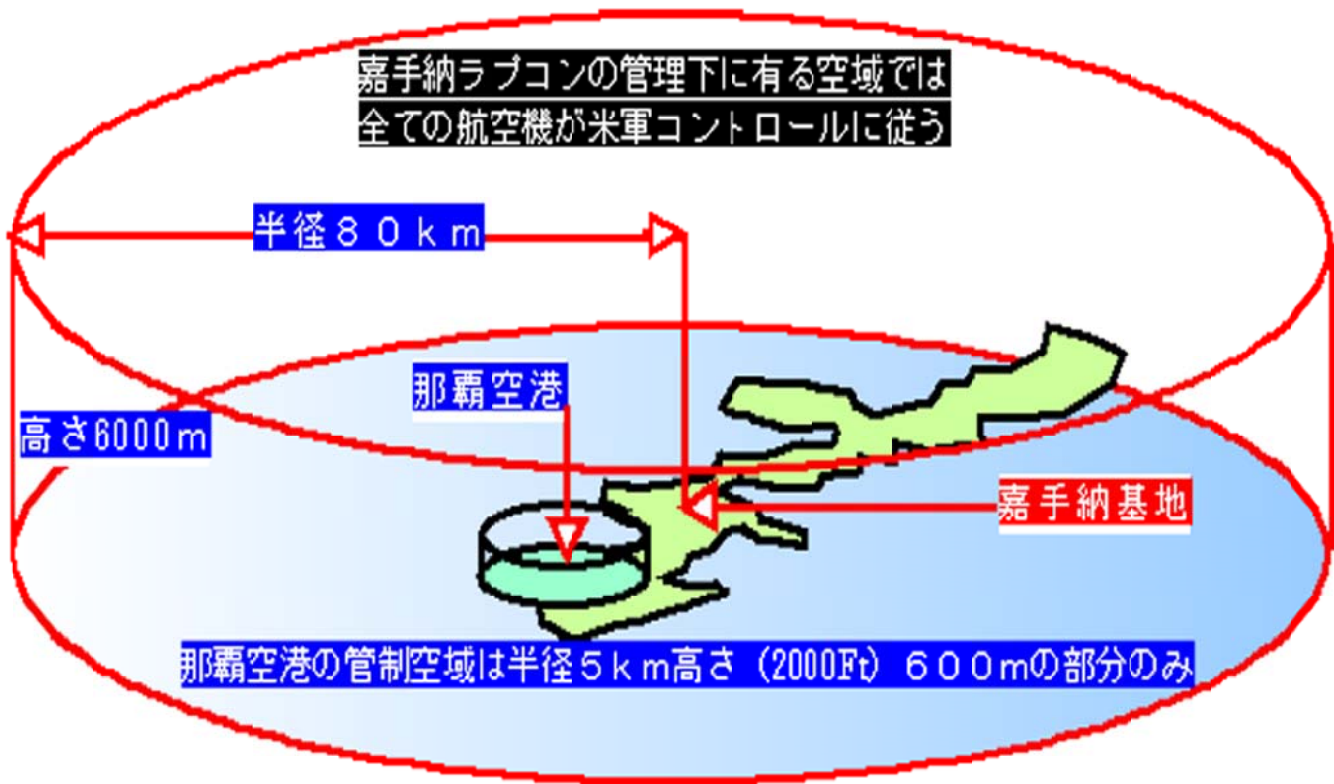 嘉手納ラプコンの管理下に有る空域では
全ての航空機が米軍コントロールに従う
半径８０ｋｍ
那覇空港
高さ6000ｍ
嘉手納基地
那覇空港の管制空域は半径５ｋｍ高さ（2000Ft）６００ｍの部分のみ